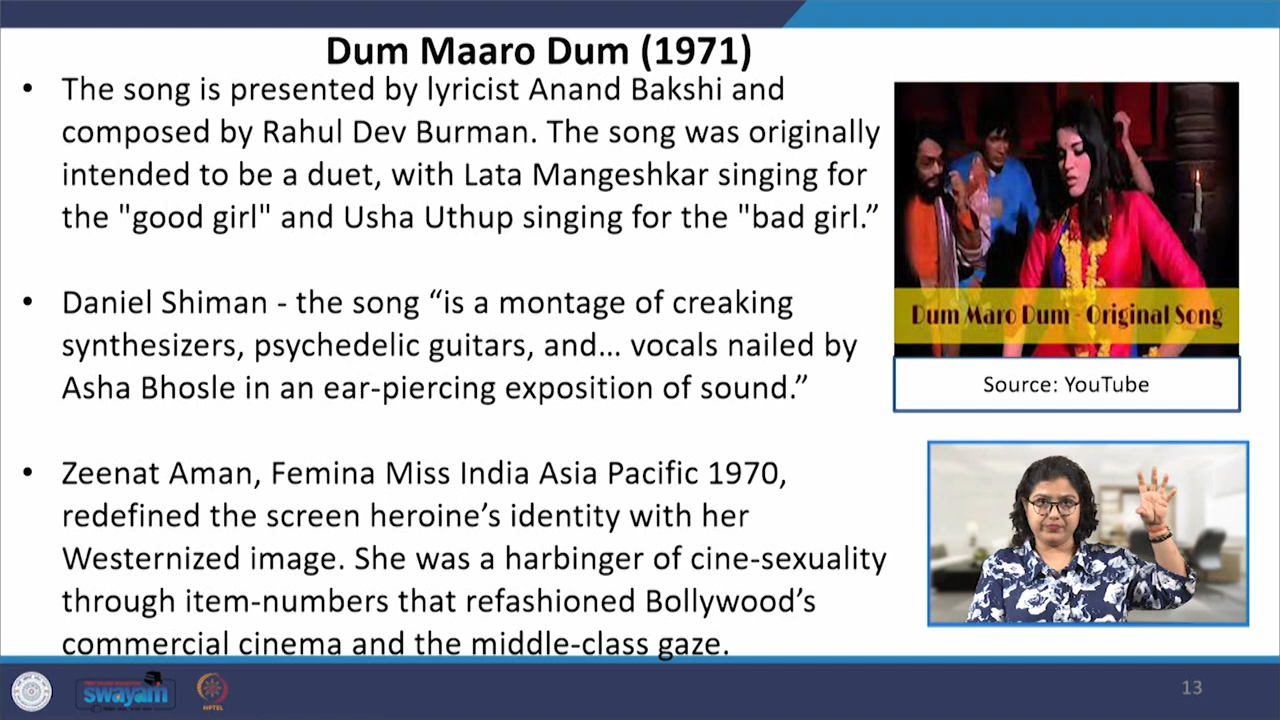 Dum Maaro Dum (1971)
• The song is presented by lyricist Anand Bakshi and
composed by Rahul Dev Burman. The song was originally
intended to be a duet, with Lata Mangeshkar singing for
the "good girl" and Usha Uthup singing for the "bad girl.”
• Daniel Shiman - the song “is a montage of creaking
synthesizers, psychedelic guitars, and… vocals nailed by
Asha Bhosle in an ear-piercing exposition of sound.”
• Zeenat Aman, Femina Miss India Asia Pacific 1970,
redefined the screen heroine’s identity with her
Westernized image. She was a harbinger of cine-sexuality
through item-numbers that refashioned Bollywood’s
commercial cinema and the middle-class gaze.
Dum Maro Dum - Original Song
Source: YouTube
swayam
NPTEL
13